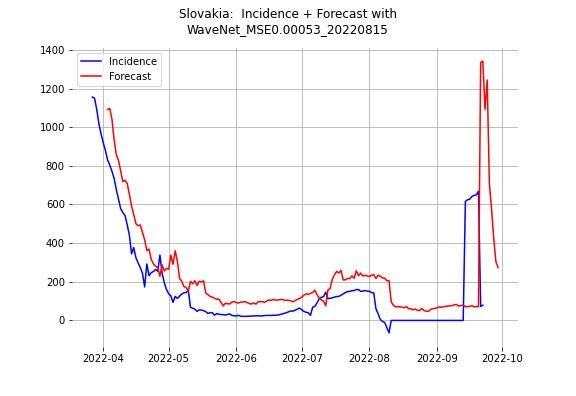 Slovakia:  Incidence + Forecast with
WaveNet_MSE0.00053_20220815
1400
1200
1000
800
600
400
200
0
Incidence
Forecast
2022-04 2022-05 2022-06 2022-07 2022-08 2022-09 2022-10